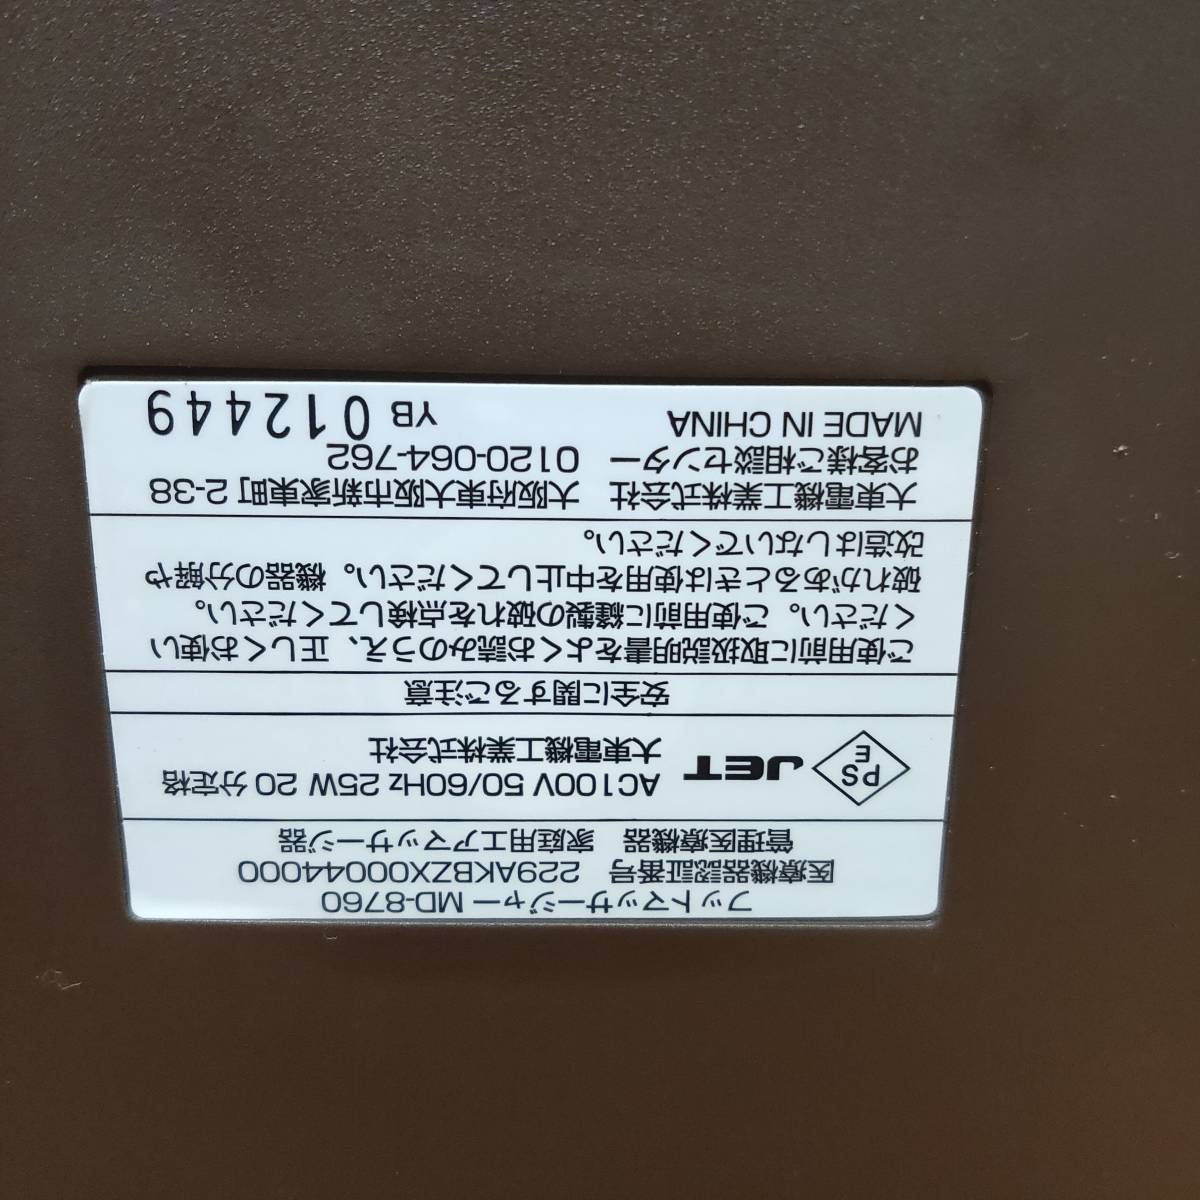 フットマッサージャー MD-8760
医療機器認証番号 229AKBZX00044000
管理医療機器 家庭用エアマッサージ器
PS
E
JET
AC100V 50/60Hz 25W 20 分定格
大東電機工業株式会社
安全に関するご注意
ご使用前に取扱説明書をよくお読みのうえ、正しくお使い
ください。ご使用前に縫製の破れを点検してください。
破れがあるときは使用を中止してください。機器の分解や
改造はしないでください。
大東電機工業株式会社 大阪府東大阪市新家東町 2-38
お客様ご相談センター 0120-064-762
MADE IN CHINA YB 012449